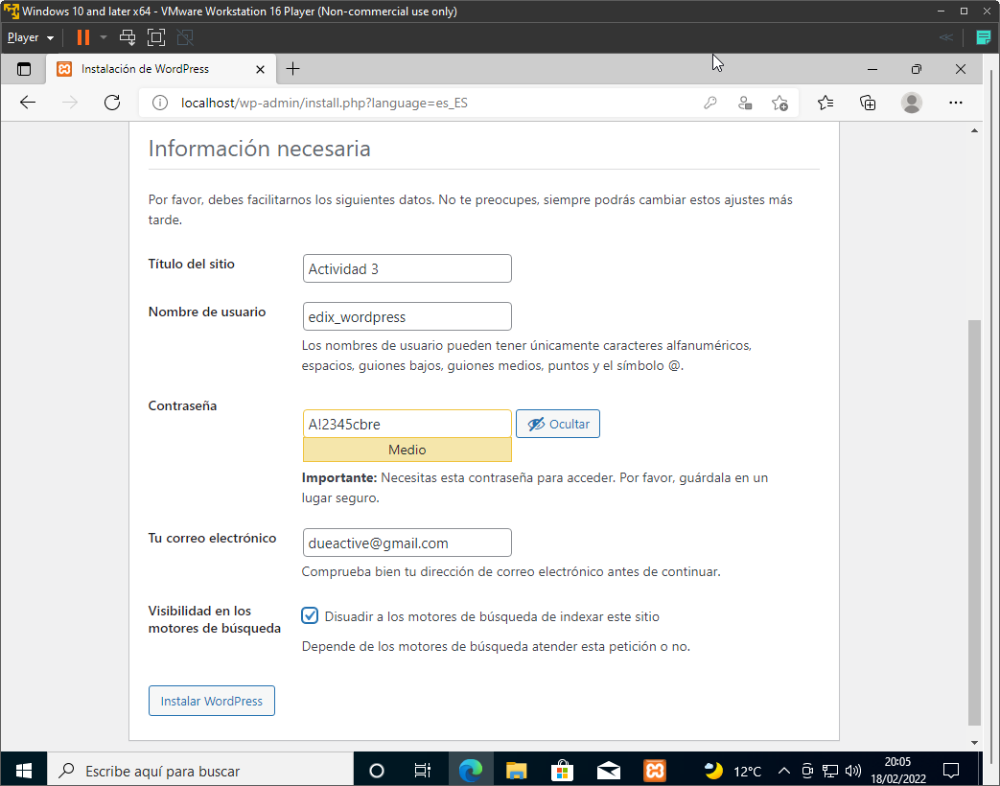 Windows 10 and later x64 - VMware Workstation 16 Player (Non-commercial use only)
Player
Instalación de WordPress
localhost/wp-admin/install.php?language=es_ES
Información necesaria
Por favor, debes facilitarnos los siguientes datos. No te preocupes, siempre podrás cambiar estos ajustes más
tarde.
Título del sitio
Actividad 3
Nombre de usuario
edix_wordpress
Los nombres de usuario pueden tener únicamente caracteres alfanuméricos,
espacios, guiones bajos, guiones medios, puntos y el símbolo @.
Contraseña
A!2345cbre
Ocultar
Medio
Importante: Necesitas esta contraseña para acceder. Por favor, guárdala en un
lugar seguro.
Tu correo electrónico
dueactive@gmail.com
Comprueba bien tu dirección de correo electrónico antes de continuar.
Visibilidad en los
motores de búsqueda
Disuadir a los motores de búsqueda de indexar este sitio
Depende de los motores de búsqueda atender esta petición o no.
Instalar WordPress
Escribe aquí para buscar
12°C
20:05
18/02/2022